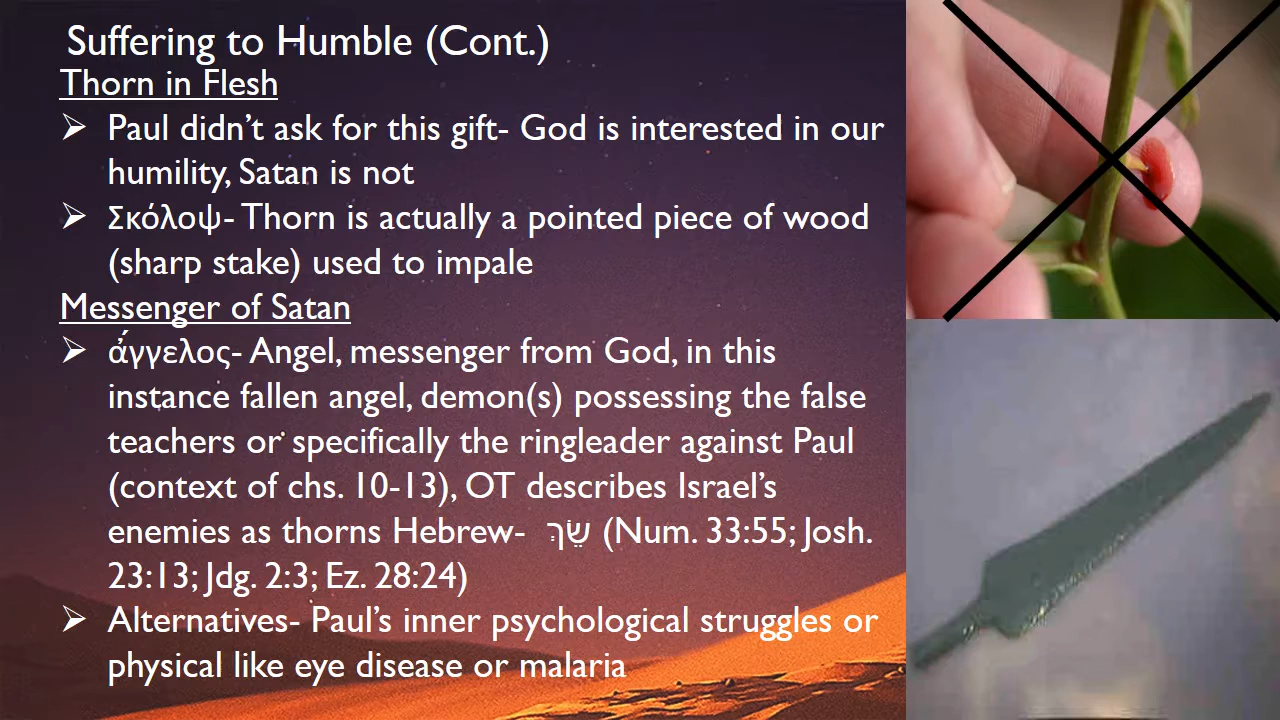 Suffering to Humble (Cont.)
Thorn in Flesh
➢ Paul didn’t ask for this gift- God is interested in our
humility, Satan is not
➢ Σκόλοψ- Thorn is actually a pointed piece of wood
(sharp stake) used to impale
Messenger of Satan
➢ ἄγγελος- Angel, messenger from God, in this
instance fallen angel, demon(s) possessing the false
teachers or specifically the ringleader against Paul
(context of chs. 10-13), OT describes Israel’s
enemies as thorns Hebrew- שֵׂךְ (Num. 33:55; Josh.
23:13; Jdg. 2:3; Ez. 28:24)
➢ Alternatives- Paul’s inner psychological struggles or
physical like eye disease or malaria